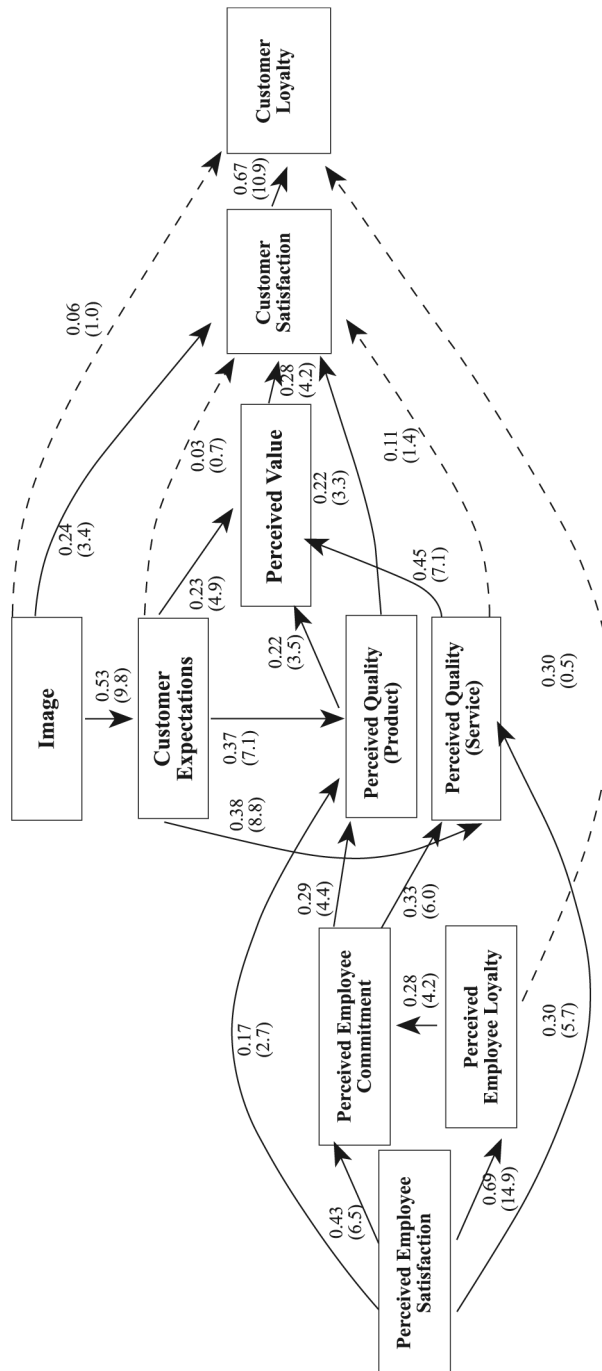 Image
0.06
(1.0)
0.24
(3.4)
0.53
(9.8)
Customer
Expectations
0.03
(0.7)
0.23
(4.9)
0.38
(8.8)
0.37
(7.1)
Perceived Value
0.28
(4.2)
Customer
Satisfaction
0.67
(10.9)
Customer
Loyalty
0.17
(2.7)
0.29
(4.4)
0.22
(3.5)
0.22
(3.3)
Perceived Employee
Commitment
Perceived Quality
(Product)
0.43
(6.5)
0.33
(6.0)
0.45
(7.1)
0.11
(1.4)
Perceived Employee
Satisfaction
0.28
(4.2)
Perceived Quality
(Service)
0.69
(14.9)
Perceived
Employee Loyalty
0.30
(5.7)
0.30
(0.5)